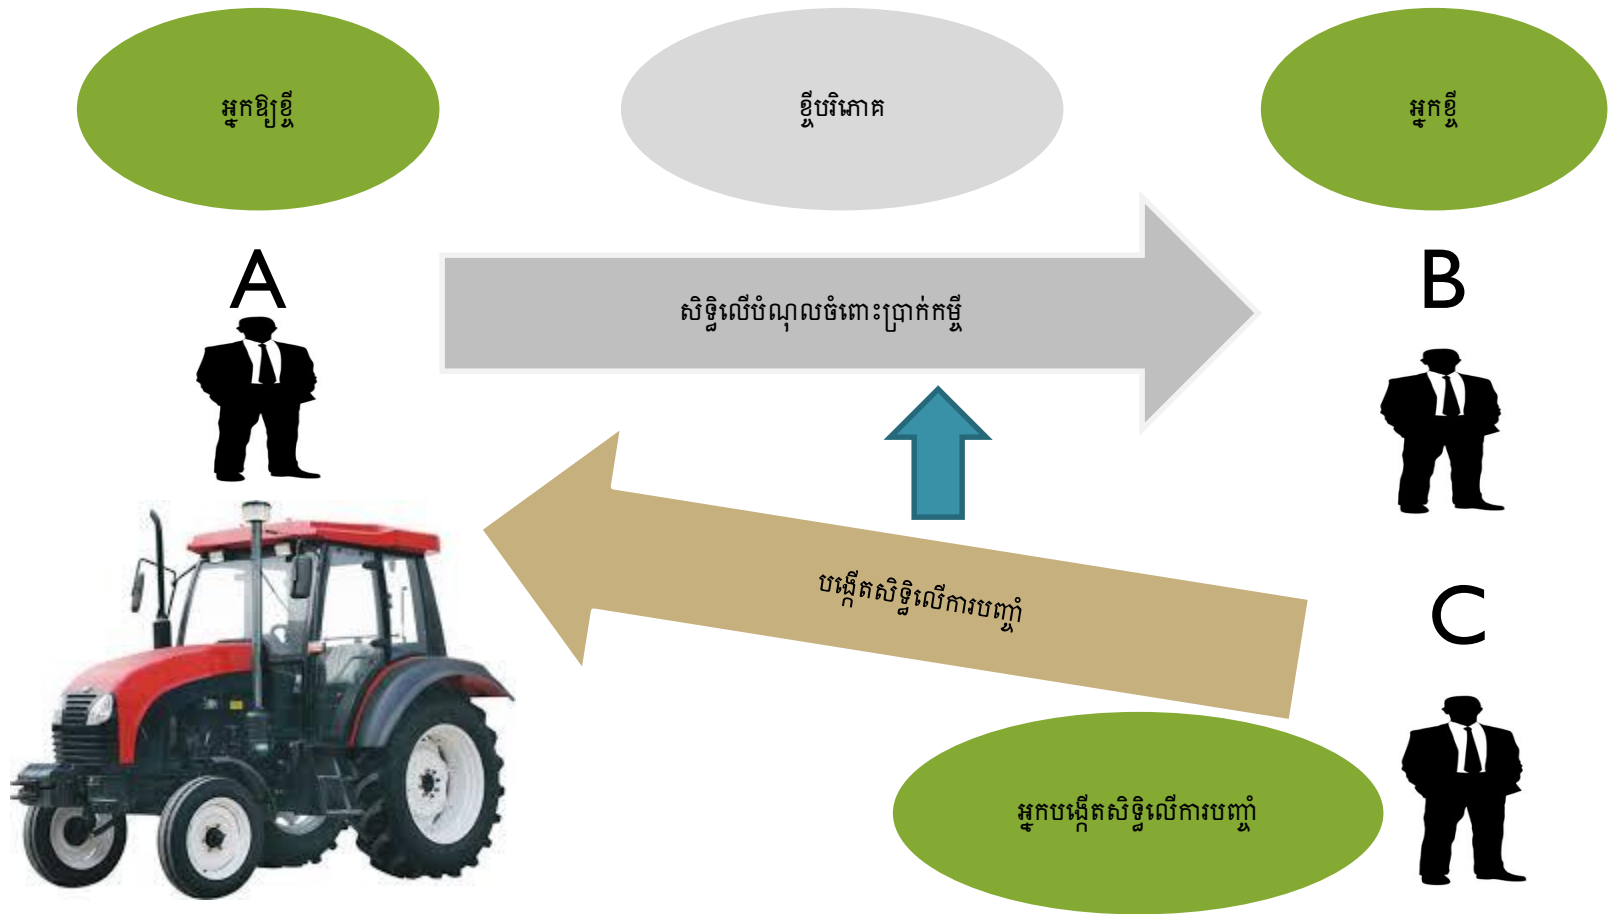 អ្នកឱ្យខ្ចី
ខ្ចីបរិភោគ
អ្នកខ្ចី
A
B
សិទ្ធិលើបំណុលចំពោះប្រាក់កម្ចី
បង្កើតសិទ្ធិលើការបញ្ចាំ
C
អ្នកបង្កើតសិទ្ធិលើការបញ្ចាំ